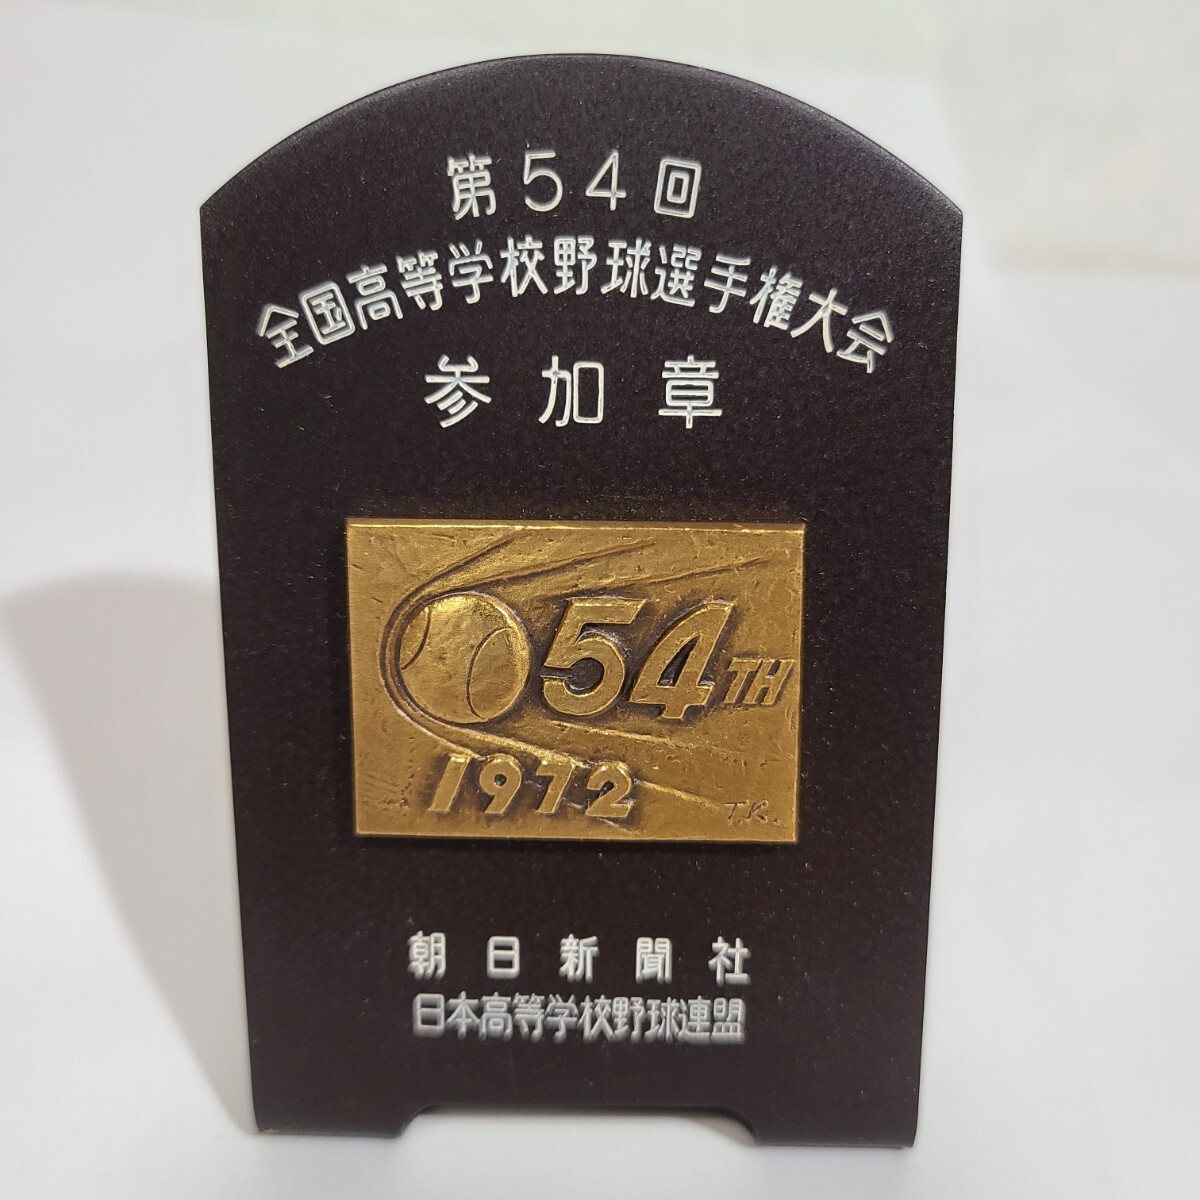 第54回
全国高等学校野球選手権大会
参加章
54TH
1972
T.K.
朝日新聞社
日本高等学校野球連盟